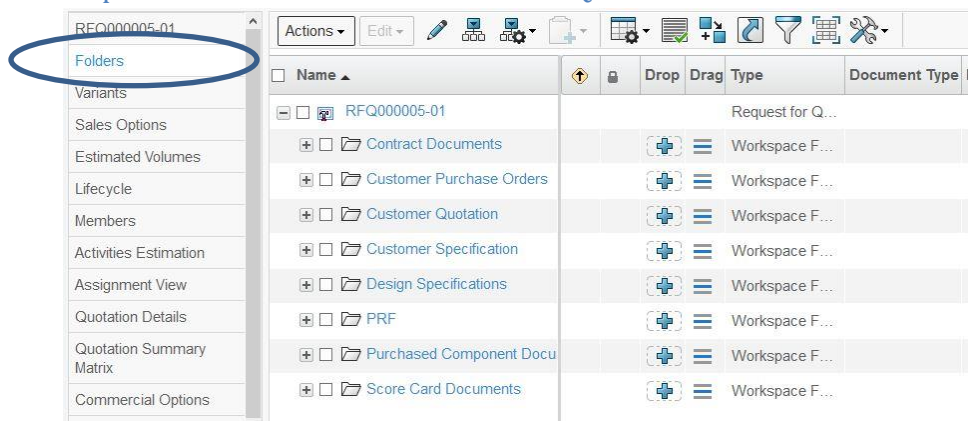 RFQ000005-01
Folders
Variants
Sales Options
Estimated Volumes
Lifecycle
Members
Activities Estimation
Assignment View
Quotation Details
Quotation Summary
Matrix
Commercial Options
Actions Edit
Name Drop Drag Type Document Type
RFQ000005-01 Request for Q...
Contract Documents Workspace F...
Customer Purchase Orders Workspace F...
Customer Quotation Workspace F...
Customer Specification Workspace F...
Design Specifications Workspace F...
PRF Workspace F...
Purchased Component Docu Workspace F...
Score Card Documents Workspace F...